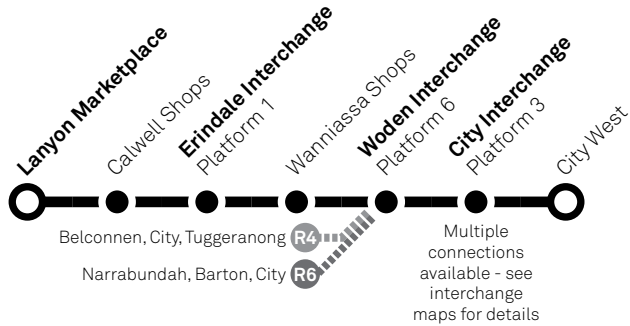 Lanyon Marketplace
Calwell Shops
Erindale Interchange
Platform 1
Wanniassa Shops
Woden Interchange
Platform 6
City Interchange
Platform 3
City West
Belconnen, City, Tuggeranong R4
Narrabundah, Barton, City R6
Multiple
connections
available - see
interchange
maps for details